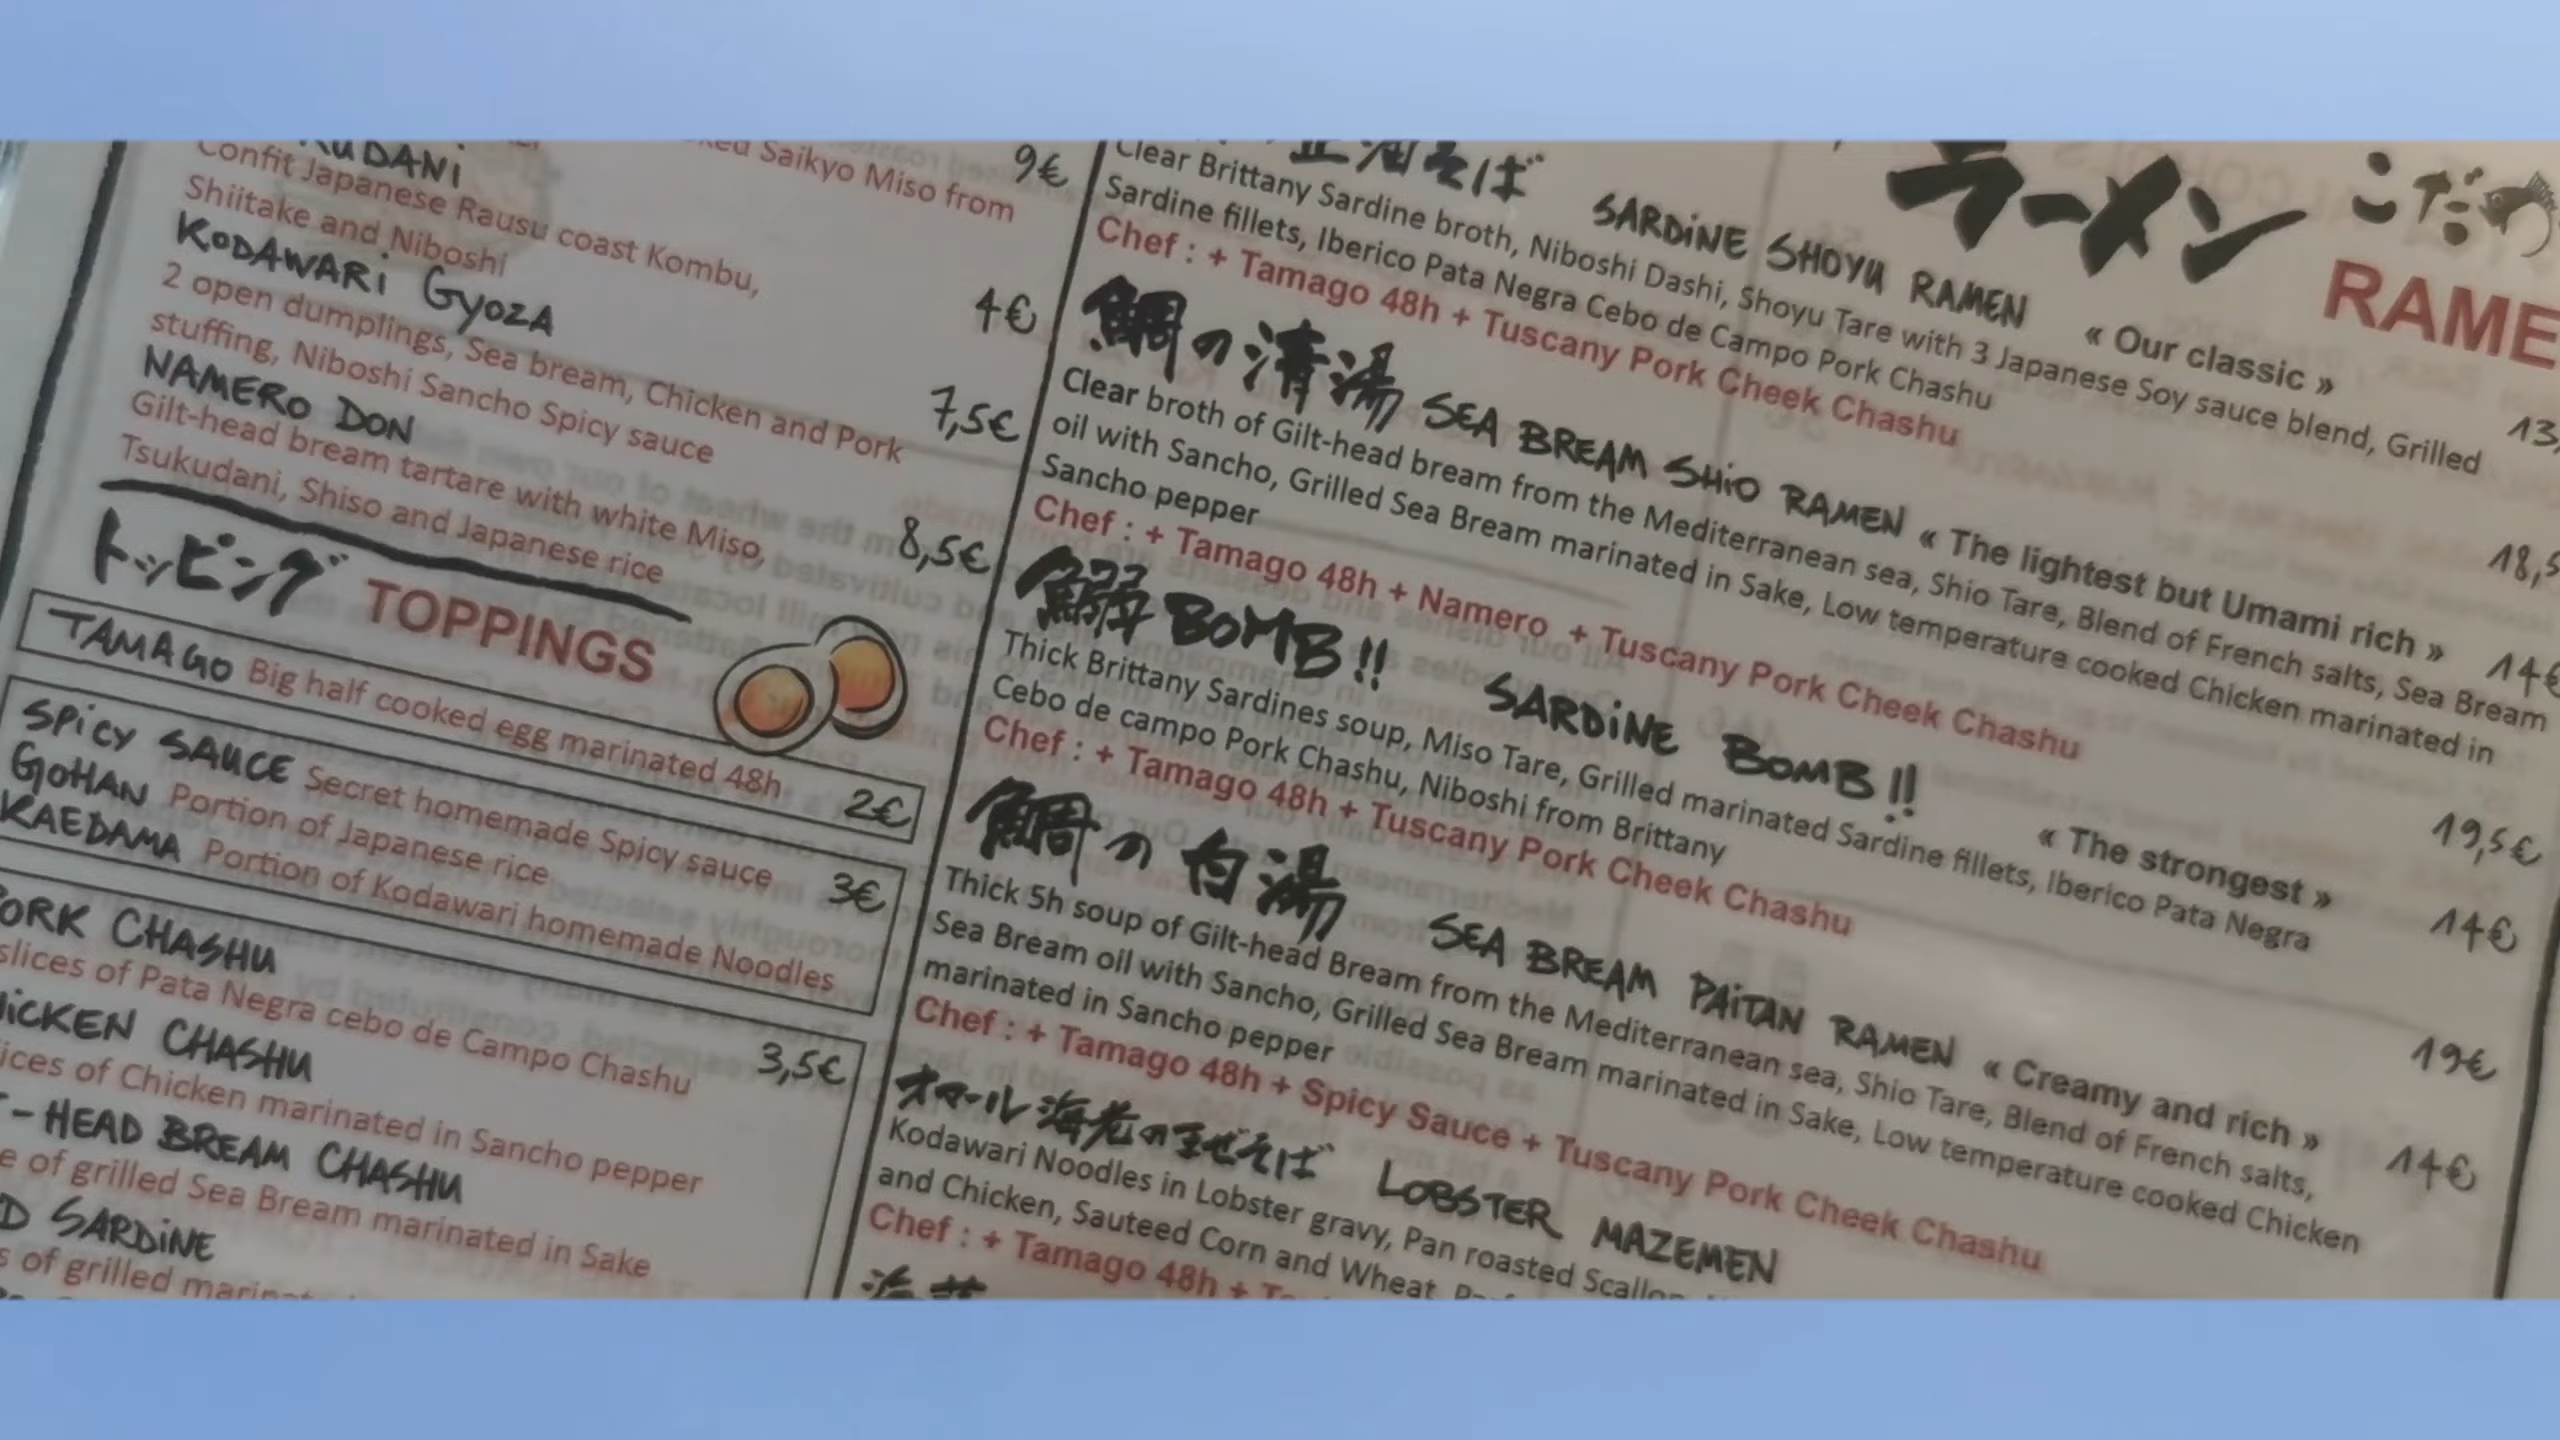 ked Saikyo Miso from
9€
Confit Japanese Rausu coast Kombu,
Shiitake and Niboshi
4€
KODAWARi GyOZA
2 open dumplings, Sea bream, Chicken and Pork
stuffing, Niboshi Sancho Spicy sauce
7,5€
NAMERO DON
Gilt-head bream tartare with white Miso,
Tsukudani, Shiso and Japanese rice
8,5€
トッピング TOPPINGS
TAMAGO Big half cooked egg marinated 48h 2€
SPiCY SAUCE Secret homemade Spicy sauce
GOHAN Portion of Japanese rice 3€
KAEDAMA Portion of Kodawari homemade Noodles
ORK CHASHU
slices of Pata Negra cebo de Campo Chashu 3,5€
iCKEN CHASHU
ices of Chicken marinated in Sancho pepper
- HEAD BREAM CHASHU
e of grilled Sea Bream marinated in Sake
D SARDiNE
s of grilled
ラーメン こだわ
RAME
SARDiNE SHOYU RAMEN « Our classic »
Clear Brittany Sardine broth, Niboshi Dashi, Shoyu Tare with 3 Japanese Soy sauce blend, Grilled
Sardine fillets, Iberico Pata Negra Cebo de Campo Pork Chashu 13,
Chef : + Tamago 48h + Tuscany Pork Cheek Chashu 18,5
鯛の清湯 SEA BREAM SHiO RAMEN « The lightest but Umami rich » 14€
Clear broth of Gilt-head bream from the Mediterranean sea, Shio Tare, Blend of French salts, Sea Bream
oil with Sancho, Grilled Sea Bream marinated in Sake, Low temperature cooked Chicken marinated in
Sancho pepper
Chef : + Tamago 48h + Namero + Tuscany Pork Cheek Chashu 19,5€
BOMB!! SARDiNE BOMB!! « The strongest » 14€
Thick Brittany Sardines soup, Miso Tare, Grilled marinated Sardine fillets, Iberico Pata Negra
Cebo de campo Pork Chashu, Niboshi from Brittany
Chef : + Tamago 48h + Tuscany Pork Cheek Chashu 19€
鯛の白湯 SEA BREAM PAiTAN RAMEN « Creamy and rich » 14€
Thick 5h soup of Gilt-head Bream from the Mediterranean sea, Shio Tare, Blend of French salts,
Sea Bream oil with Sancho, Grilled Sea Bream marinated in Sake, Low temperature cooked Chicken
marinated in Sancho pepper
Chef : + Tamago 48h + Spicy Sauce + Tuscany Pork Cheek Chashu
オマール海老のまぜそば LOBSTER MAZEMEN
Kodawari Noodles in Lobster gravy, Pan roasted
and Chicken, Sauteed Corn and Wheat,
Chef : + Tamago 48h +